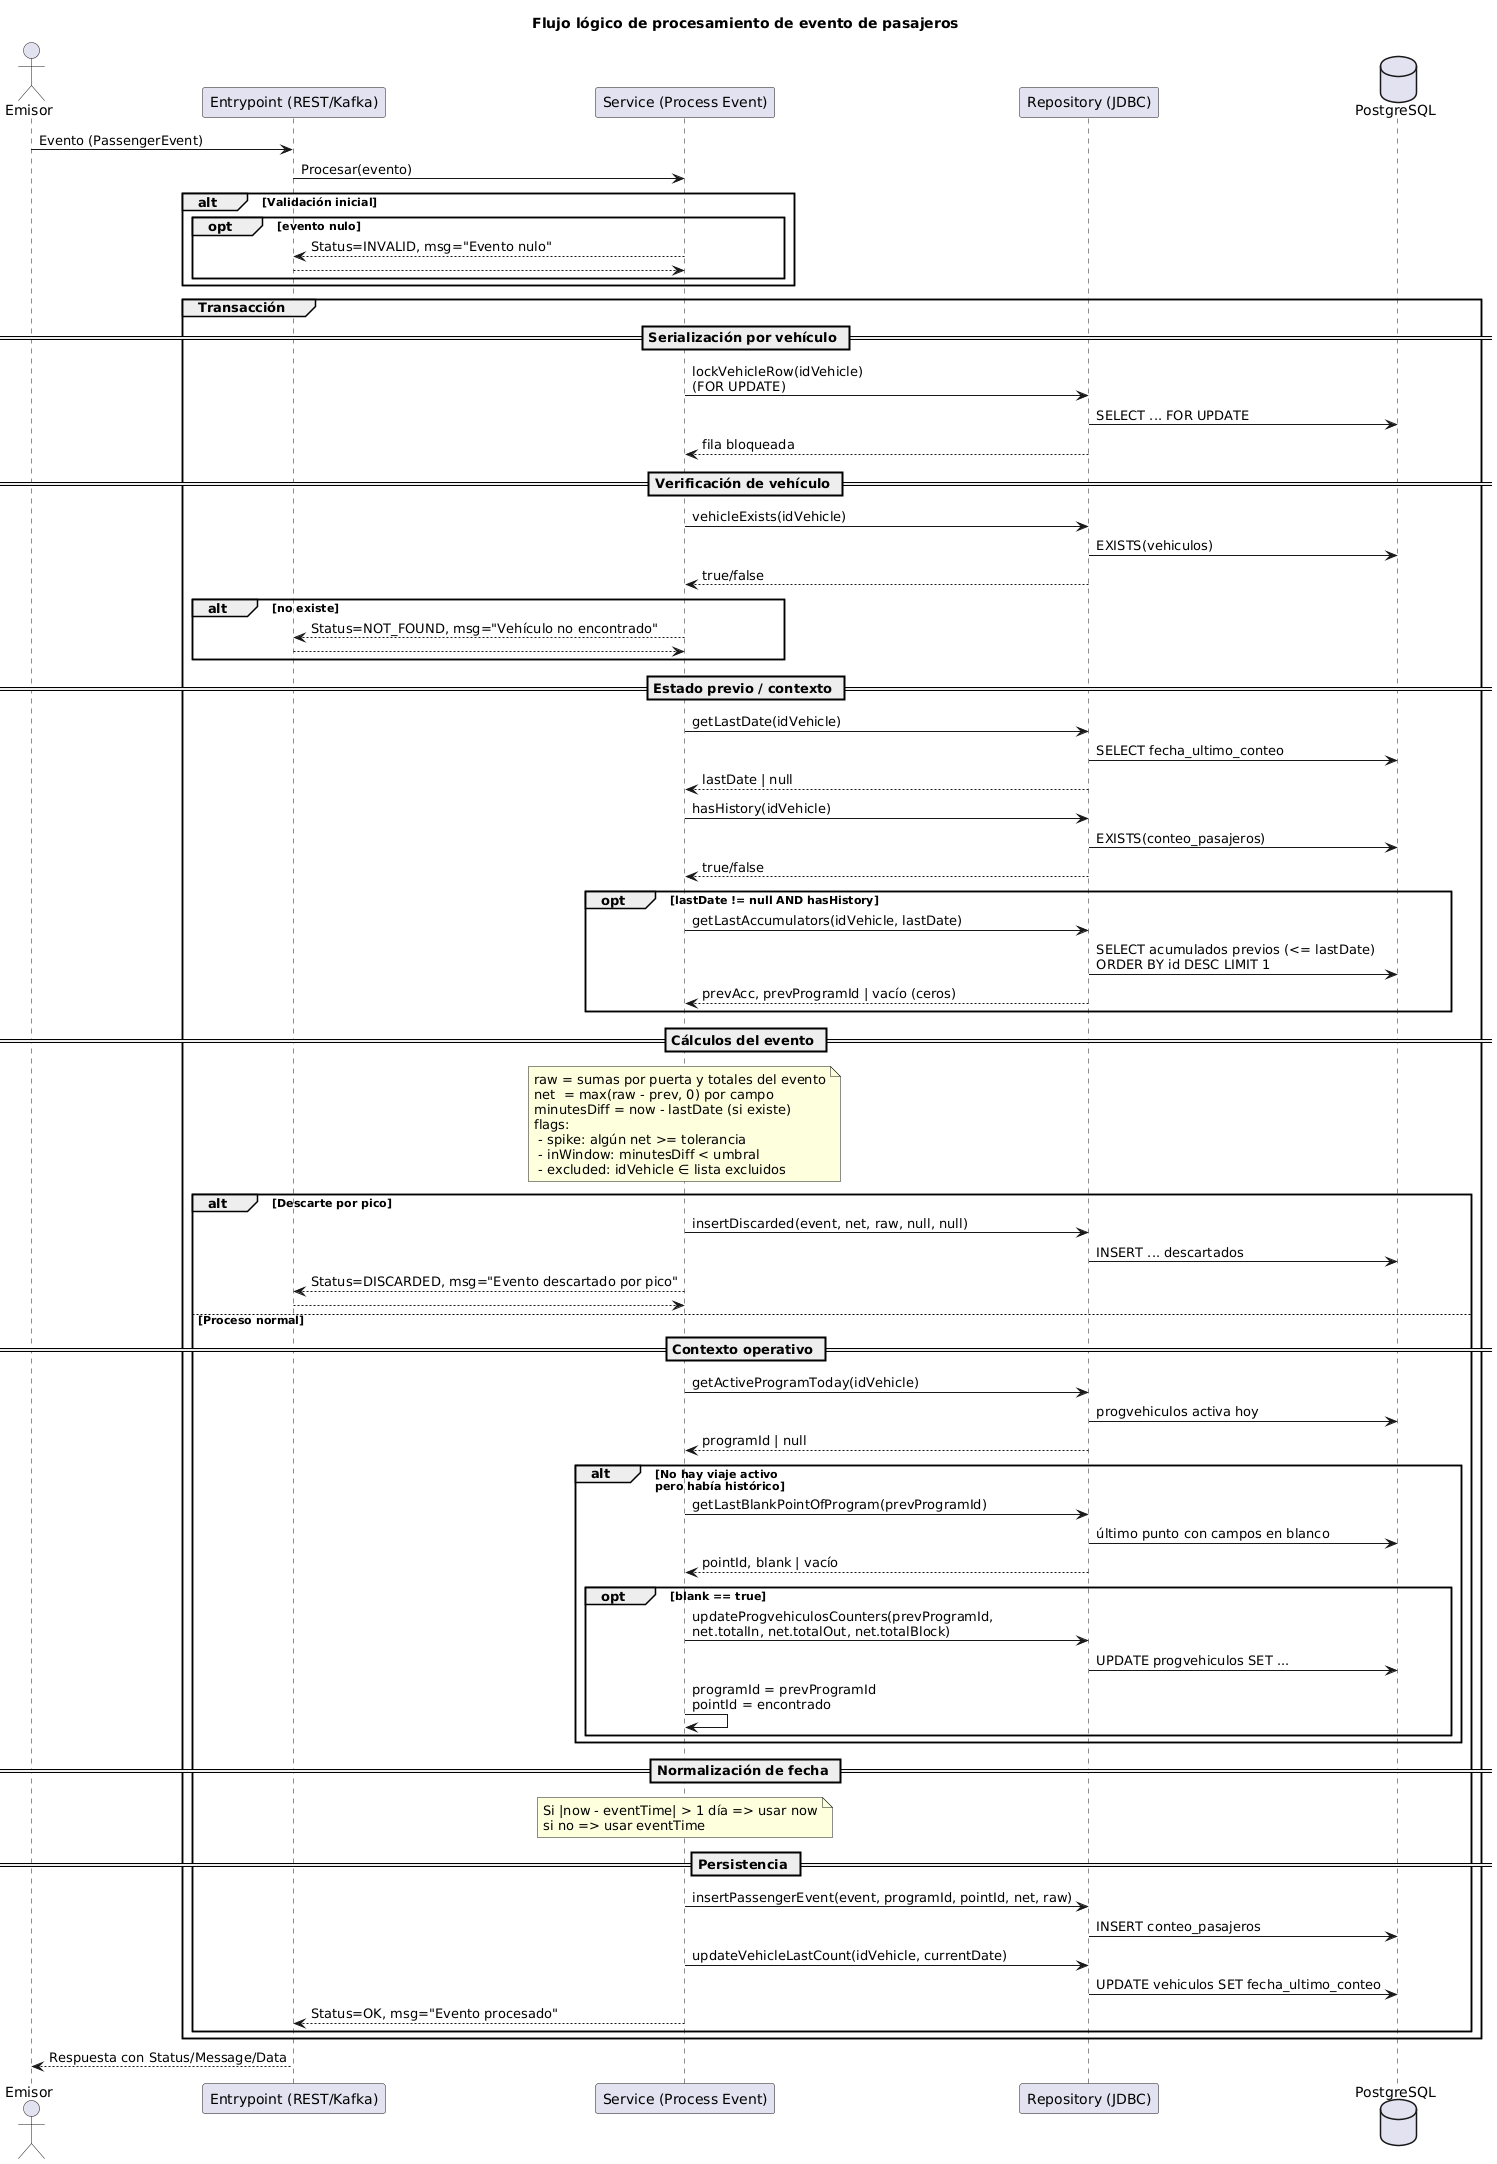 Flujo lógico de procesamiento de evento de pasajeros
Emisor
Entrypoint (REST/Kafka)
Service (Process Event)
Repository (JDBC)
PostgreSQL
Evento (PassengerEvent)
Procesar(evento)
alt [Validación inicial]
opt [evento nulo]
Status=INVALID, msg="Evento nulo"
Transacción
Serialización por vehículo
lockVehicleRow(idVehicle)
(FOR UPDATE)
SELECT ... FOR UPDATE
fila bloqueada
Verificación de vehículo
vehicleExists(idVehicle)
EXISTS(vehiculos)
true/false
alt [no existe]
Status=NOT_FOUND, msg="Vehículo no encontrado"
Estado previo / contexto
getLastDate(idVehicle)
SELECT fecha_ultimo_conteo
lastDate | null
hasHistory(idVehicle)
EXISTS(conteo_pasajeros)
true/false
opt [lastDate != null AND hasHistory]
getLastAccumulators(idVehicle, lastDate)
SELECT acumulados previos (<= lastDate)
ORDER BY id DESC LIMIT 1
prevAcc, prevProgramId | vacío (ceros)
Cálculos del evento
raw = sumas por puerta y totales del evento
net  = max(raw - prev, 0) por campo
minutesDiff = now - lastDate (si existe)
flags:
- spike: algún net >= tolerancia
- inWindow: minutesDiff < umbral
- excluded: idVehicle ∈ lista excluidos
alt [Descarte por pico]
insertDiscarded(event, net, raw, null, null)
INSERT ... descartados
Status=DISCARDED, msg="Evento descartado por pico"
[Proceso normal]
Contexto operativo
getActiveProgramToday(idVehicle)
progvehiculos activa hoy
programId | null
alt [No hay viaje activo
pero había histórico]
getLastBlankPointOfProgram(prevProgramId)
último punto con campos en blanco
pointId, blank | vacío
opt [blank == true]
updateProgvehiculosCounters(prevProgramId,
net.totalIn, net.totalOut, net.totalBlock)
UPDATE progvehiculos SET ...
programId = prevProgramId
pointId = encontrado
Normalización de fecha
Si |now - eventTime| > 1 día => usar now
si no => usar eventTime
Persistencia
insertPassengerEvent(event, programId, pointId, net, raw)
INSERT conteo_pasajeros
updateVehicleLastCount(idVehicle, currentDate)
UPDATE vehiculos SET fecha_ultimo_conteo
Status=OK, msg="Evento procesado"
Respuesta con Status/Message/Data
Emisor
Entrypoint (REST/Kafka)
Service (Process Event)
Repository (JDBC)
PostgreSQL